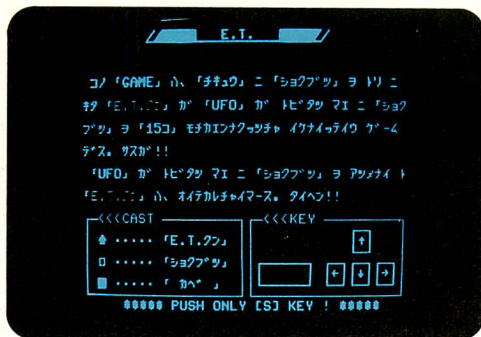 E.T.
コノ「GAME」ハ、「チキュウ」ニ「ショクブツ」ヲ トリ ニ
キタ「E.T.クン」ガ「UFO」ガ トビタツ マエ ニ「ショク
ブツ」ヲ「15コ」モチカエンナクッチャ イケナイッテイウ ゲーム
デス。サスガ!!
「UFO」ガ トビタツ マエ ニ「ショクブツ」ヲ アツメナイ ト
「E.T.クン」ハ、オイテカレチャイマース。タイヘン!!
<<<CAST
<<<KEY
・・・・・「E.T.クン」
・・・・・「ショクブツ」
・・・・・「 カベ 」
↑
← ↓ →
***** PUSH ONLY [S] KEY ! *****